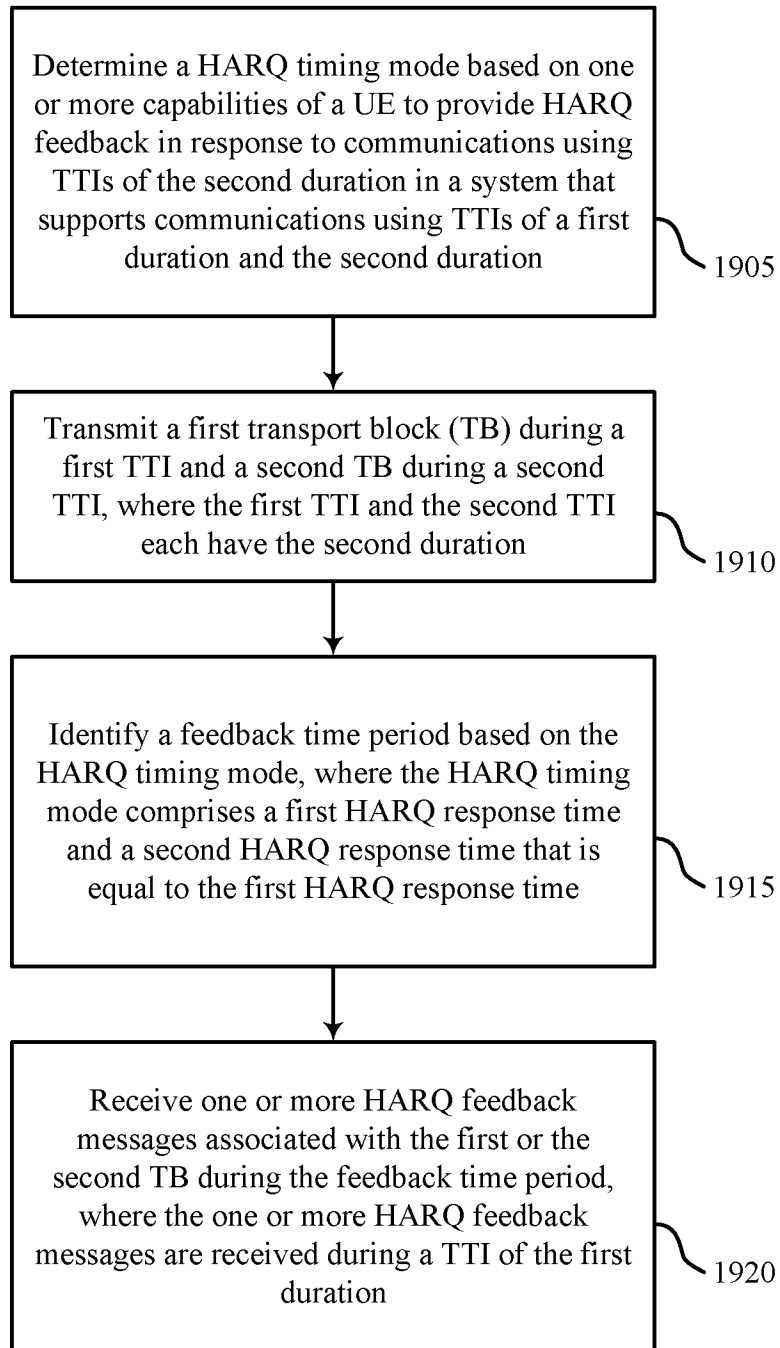 Determine a HARQ timing mode based on one
or more capabilities of a UE to provide HARQ
feedback in response to communications using
TTIs of the second duration in a system that
supports communications using TTIs of a first
duration and the second duration
1905
Transmit a first transport block (TB) during a
first TTI and a second TB during a second
TTI, where the first TTI and the second TTI
each have the second duration
1910
Identify a feedback time period based on the
HARQ timing mode, where the HARQ timing
mode comprises a first HARQ response time
and a second HARQ response time that is
equal to the first HARQ response time
1915
Receive one or more HARQ feedback
messages associated with the first or the
second TB during the feedback time period,
where the one or more HARQ feedback
messages are received during a TTI of the first
duration
1920